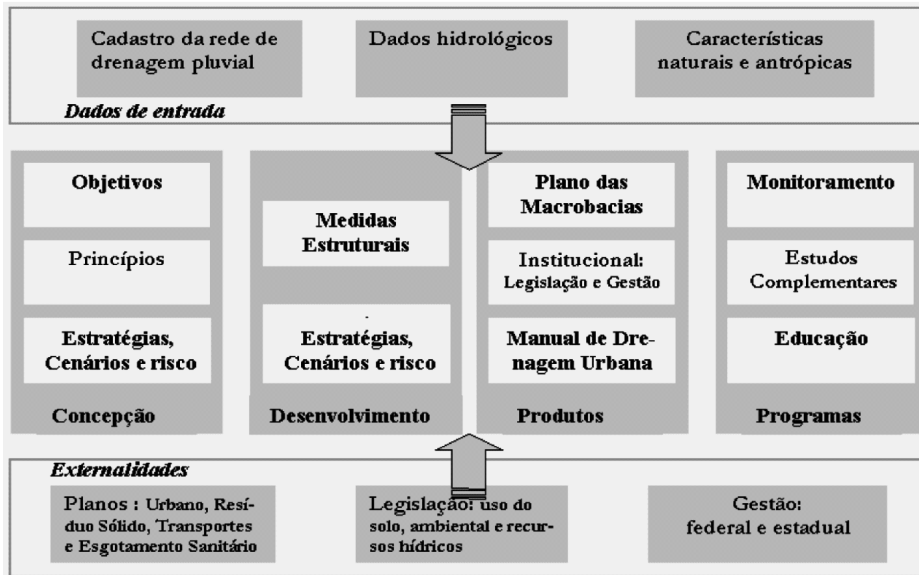 Cadastro da rede de
drenagem pluvial
Dados hidrológicos
Características
naturais e antrópicas
Dados de entrada
Objetivos
Princípios
Estratégias,
Cenários e risco
Concepção
Medidas
Estruturais
Estratégias,
Cenários e risco
Desenvolvimento
Plano das
Macrobacias
Institucional:
Legislação e Gestão
Manual de Dre-
nagem Urbana
Produtos
Monitoramento
Estudos
Complementares
Educação
Programas
Externalidades
Planos : Urbano, Resí-
duo Sólido, Transportes
e Esgotamento Sanitário
Legislação: uso do
solo, ambiental e recur-
sos hídricos
Gestão:
federal e estadual